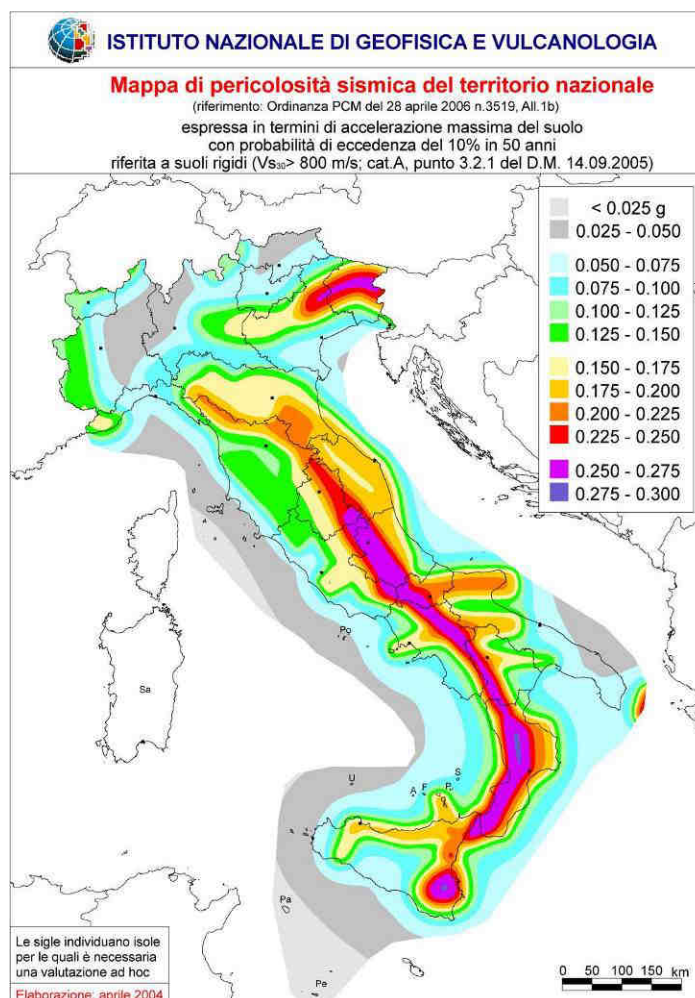 ISTITUTO NAZIONALE DI GEOFISICA E VULCANOLOGIA
Mappa di pericolosità sismica del territorio nazionale
(riferimento: Ordinanza PCM del 28 aprile 2006 n.3519, All.1b)
espressa in termini di accelerazione massima del suolo
con probabilità di eccedenza del 10% in 50 anni
riferita a suoli rigidi (Vs₃₀> 800 m/s; cat.A, punto 3.2.1 del D.M. 14.09.2005)
< 0.025 g
0.025 - 0.050
0.050 - 0.075
0.075 - 0.100
0.100 - 0.125
0.125 - 0.150
0.150 - 0.175
0.175 - 0.200
0.200 - 0.225
0.225 - 0.250
0.250 - 0.275
0.275 - 0.300
Po
Sa
U
A F P S
Pa
Pe
Le sigle individuano isole
per le quali è necessaria
una valutazione ad hoc
Elaborazione: aprile 2004
0 50 100 150 km